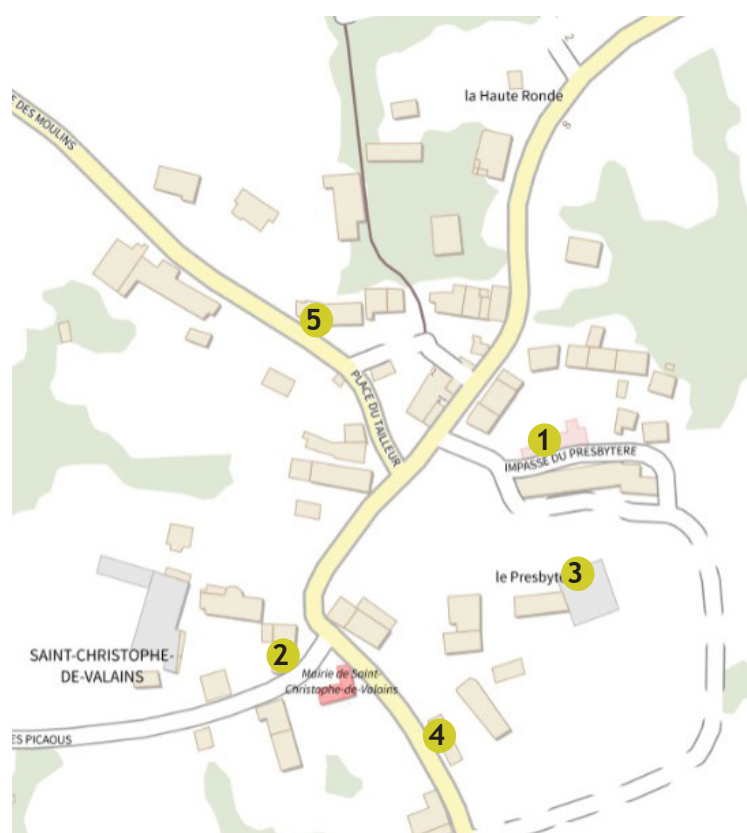 2
la Haute Ronde
8
E DES MOULINS
5
PLACE DU TAILLEUR
1
IMPASSE DU PRESBYTERE
le Presbytè
3
SAINT-CHRISTOPHE-
DE-VALAINS
2
Mairie de Saint-
Christophe-de-Valains
ES PICAOUS
4